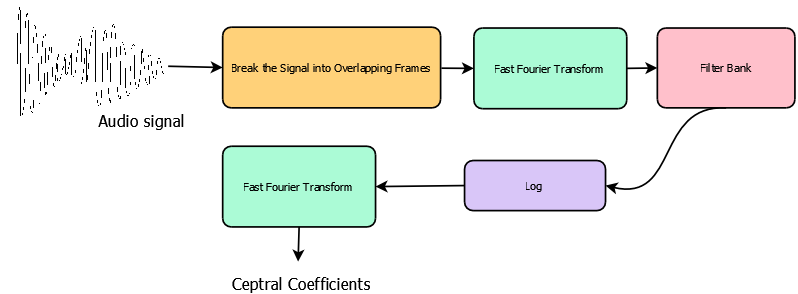 Audio signal
Break the Signal into Overlapping Frames
Fast Fourier Transform
Filter Bank
Log
Fast Fourier Transform
Ceptral Coefficients